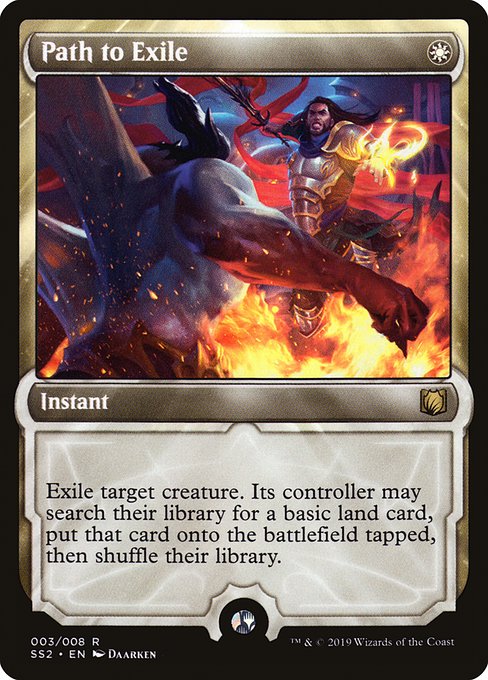 Path to Exile
Instant
Exile target creature. Its controller may
search their library for a basic land card,
put that card onto the battlefield tapped,
then shuffle their library.
003/008 R
SS2 • EN Daarken
™ & © 2019 Wizards of the Coast